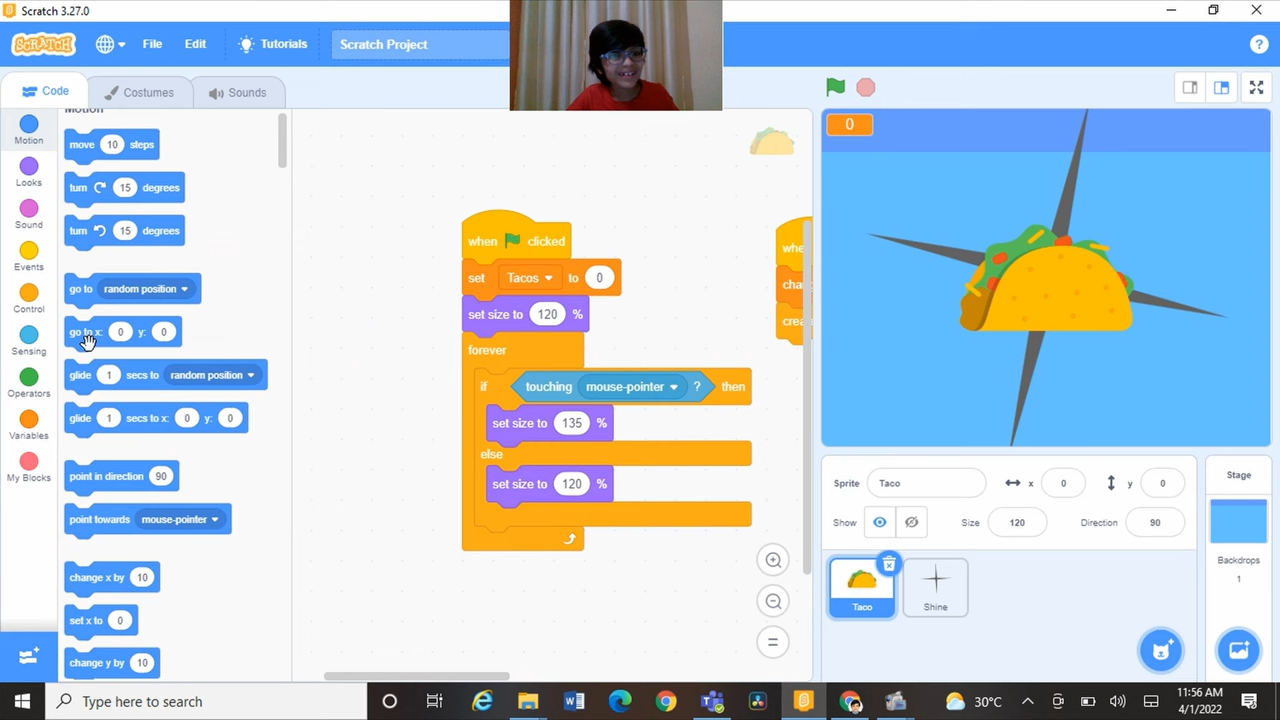 Scratch 3.27.0
SCRATCH File Edit Tutorials Scratch Project ?
Code Costumes Sounds
Motion
Looks
Sound
Events
Control
Sensing
Operators
Variables
My Blocks
Motion
move 10 steps
turn 15 degrees
turn 15 degrees
go to random position
go to x: 0 y: 0
glide 1 secs to random position
glide 1 secs to x: 0 y: 0
point in direction 90
point towards mouse-pointer
change x by 10
set x to 0
change y by 10
when clicked
set Tacos to 0
set size to 120 %
forever
if touching mouse-pointer ? then
set size to 135 %
else
set size to 120 %
0
Sprite Taco x 0 y 0
Show Size 120 Direction 90
Taco
Shine
Stage
Backdrops
1
Type here to search
30°C
11:56 AM
4/1/2022